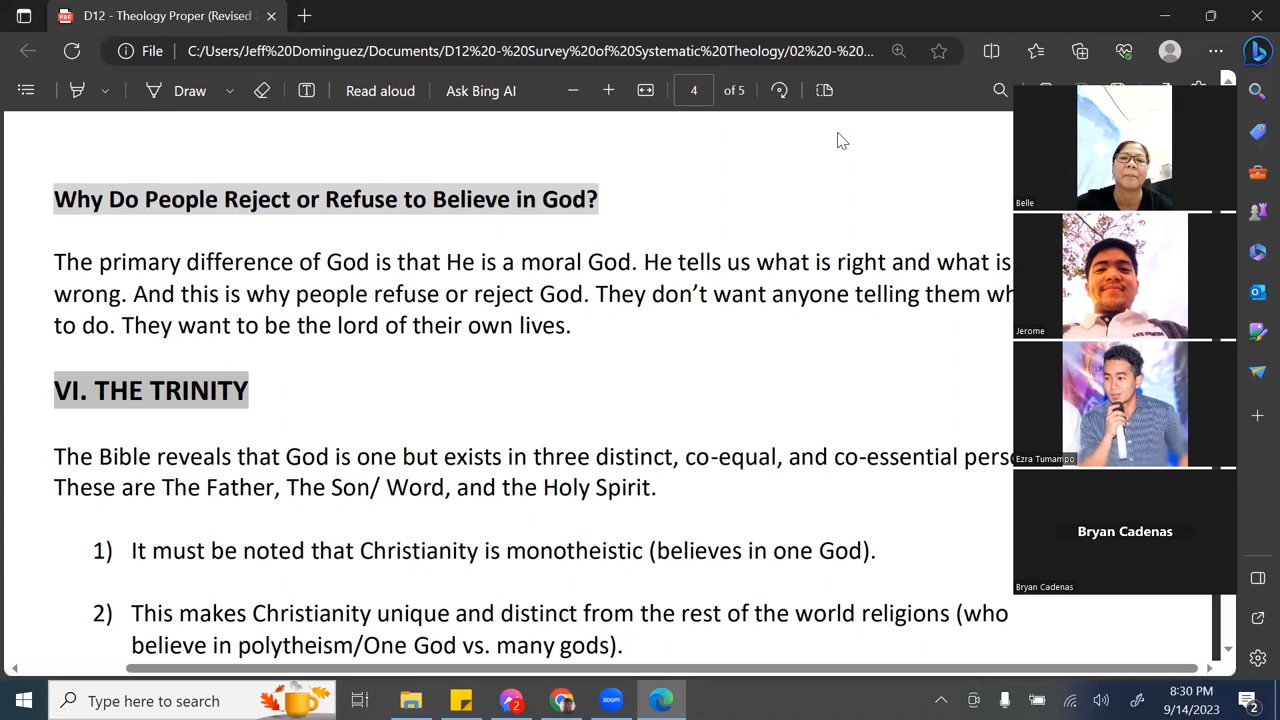 D12 - Theology Proper (Revised
File
C:/Users/Jeff%20Dominguez/Documents/D12%20-%20Survey%20of%20Systematic%20Theology/02%20-%20...
Draw
Read aloud
Ask Bing AI
4 of 5
Why Do People Reject or Refuse to Believe in God?
The primary difference of God is that He is a moral God. He tells us what is right and what is
wrong. And this is why people refuse or reject God. They don’t want anyone telling them
to do. They want to be the lord of their own lives.
VI. THE TRINITY
The Bible reveals that God is one but exists in three distinct, co-equal, and co-essential
These are The Father, The Son/ Word, and the Holy Spirit.
1) It must be noted that Christianity is monotheistic (believes in one God).
2) This makes Christianity unique and distinct from the rest of the world religions (who
believe in polytheism/One God vs. many gods).
Belle
Jerome
Ezra Tumampo
Bryan Cadenas
Bryan Cadenas
Type here to search
zoom
2
8:30 PM
9/14/2023
2